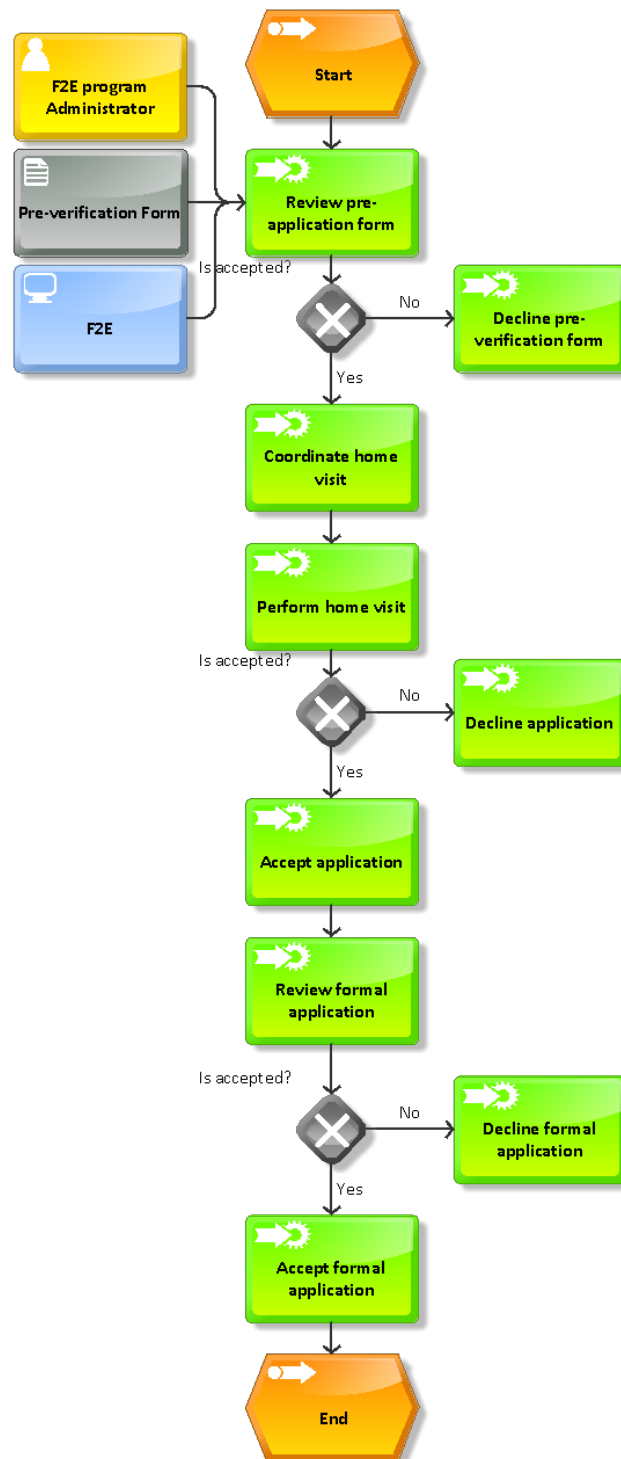 Start
F2E program
Administrator
Pre-verification Form
F2E
Review pre-
application form
Is accepted?
No
Decline pre-
verification form
Yes
Coordinate home
visit
Perform home visit
Is accepted?
No
Decline application
Yes
Accept application
Review formal
application
Is accepted?
No
Decline formal
application
Yes
Accept formal
application
End